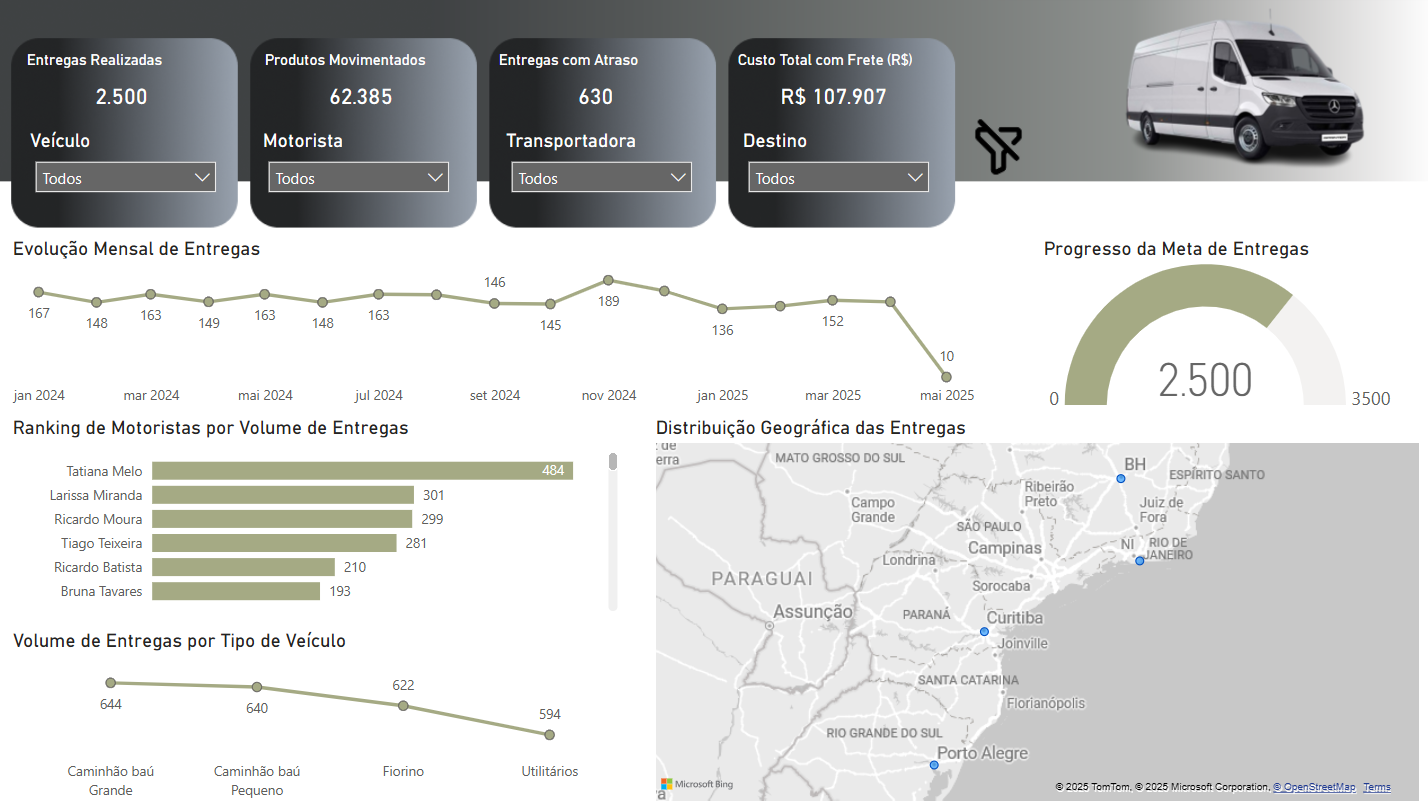 Entregas Realizadas
2.500
Veículo
Todos
Produtos Movimentados
62.385
Motorista
Todos
Entregas com Atraso
630
Transportadora
Todos
Custo Total com Frete (R$)
R$ 107.907
Destino
Todos
Evolução Mensal de Entregas
167
148
163
149
163
148
163
146
145
189
136
152
10
jan 2024
mar 2024
mai 2024
jul 2024
set 2024
nov 2024
jan 2025
mar 2025
mai 2025
Progresso da Meta de Entregas
2.500
0
3500
Ranking de Motoristas por Volume de Entregas
Tatiana Melo 484
Larissa Miranda 301
Ricardo Moura 299
Tiago Teixeira 281
Ricardo Batista 210
Bruna Tavares 193
Volume de Entregas por Tipo de Veículo
644
640
622
594
Caminhão baú
Grande
Caminhão baú
Pequeno
Fiorino
Utilitários
Distribuição Geográfica das Entregas
MATO GROSSO DO SUL
BH
ESPÍRITO SANTO
Campo
Grande
Ribeirão
Preto
Juiz de
Fora
SÃO PAULO
Campinas
NI
RIO DE
JANEIRO
Londrina
PARAGUAI
Sorocaba
Assunção
PARANÁ
Curitiba
Joinville
SANTA CATARINA
Florianópolis
RIO GRANDE DO SUL
Porto Alegre
Microsoft Bing
© 2025 TomTom, © 2025 Microsoft Corporation, © OpenStreetMap Terms